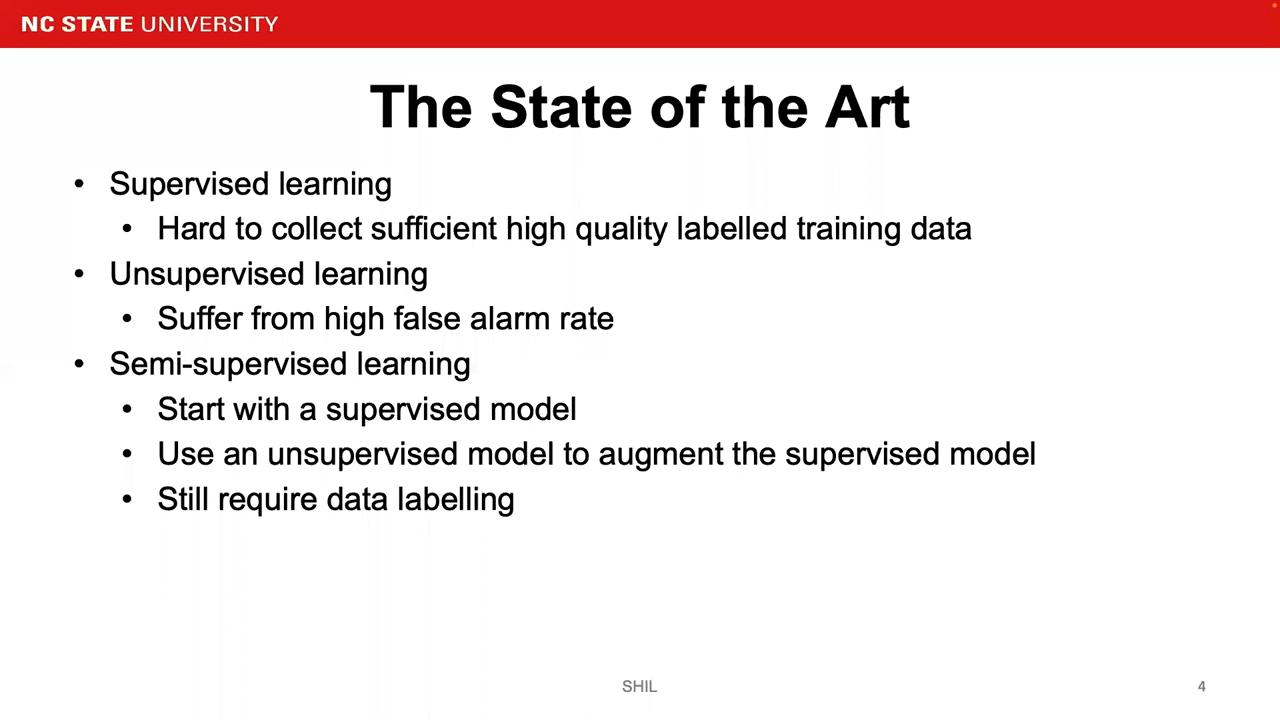 NC STATE UNIVERSITY
The State of the Art
• Supervised learning
• Hard to collect sufficient high quality labelled training data
• Unsupervised learning
• Suffer from high false alarm rate
• Semi-supervised learning
• Start with a supervised model
• Use an unsupervised model to augment the supervised model
• Still require data labelling
SHIL
4